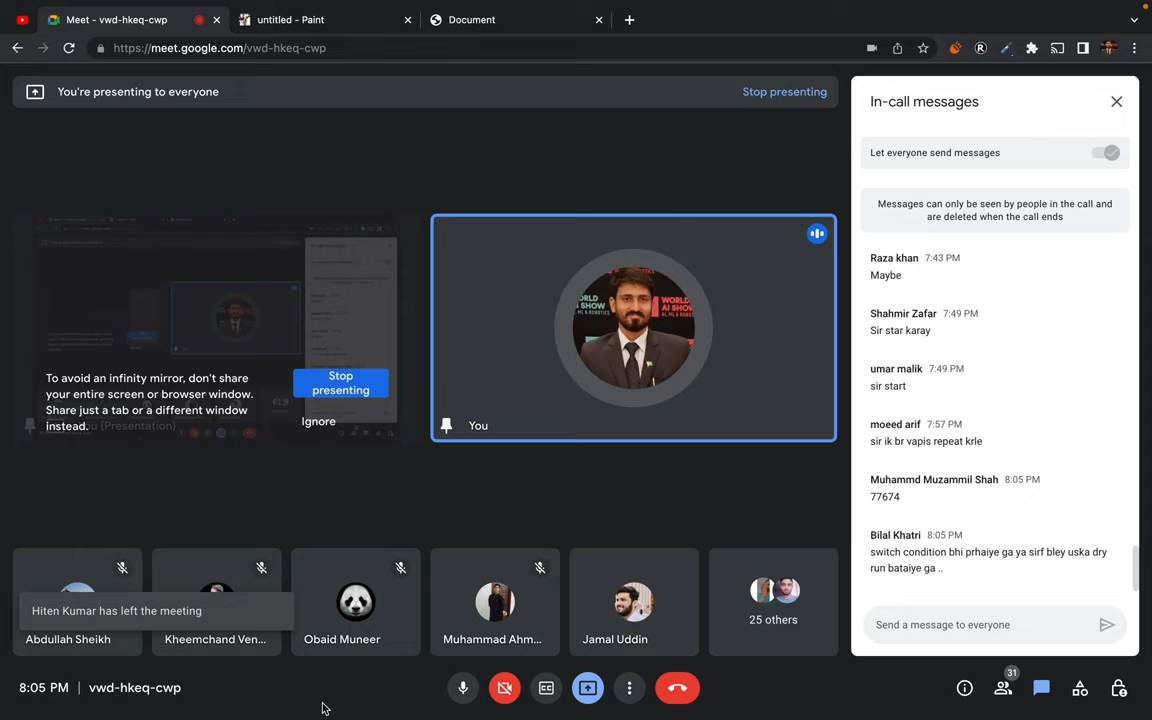 Meet - vwd-hkeq-cwp
untitled - Paint
Document
https://meet.google.com/vwd-hkeq-cwp
You're presenting to everyone
Stop presenting
To avoid an infinity mirror, don't share
your entire screen or browser window.
Share just a tab or a different window
instead.
Stop
presenting
Ignore
(Presentation)
WORLD
AI SHOW
You
Hiten Kumar has left the meeting
Abdullah Sheikh
Kheemchand Ven...
Obaid Muneer
Muhammad Ahm...
Jamal Uddin
25 others
8:05 PM | vwd-hkeq-cwp
31
In-call messages
Let everyone send messages
Messages can only be seen by people in the call and
are deleted when the call ends
Raza khan 7:43 PM
Maybe
Shahmir Zafar 7:49 PM
Sir star karay
umar malik 7:49 PM
sir start
moeed arif 7:57 PM
sir ik br vapis repeat krle
Muhammd Muzammil Shah 8:05 PM
77674
Bilal Khatri 8:05 PM
switch condition bhi prhaiye ga ya sirf bley uska dry
run bataiye ga ..
Send a message to everyone